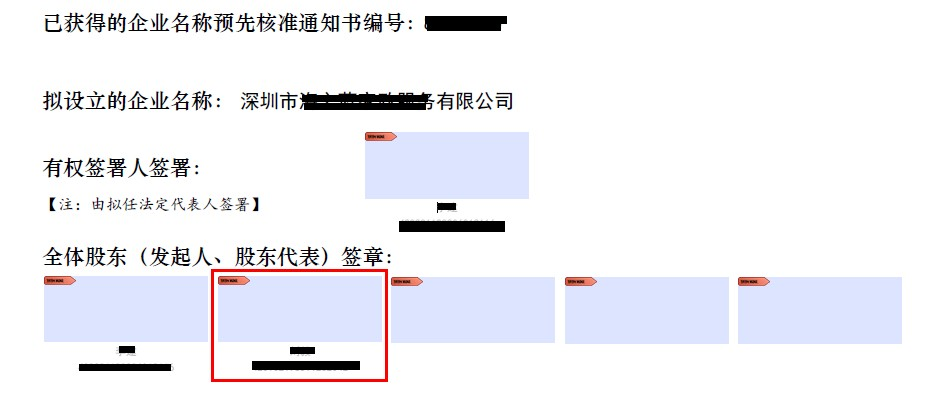 已获得的企业名称预先核准通知书编号：
拟设立的企业名称： 深圳市 服务有限公司
有权签署人签署：
【注：由拟任法定代表人签署】
全体股东（发起人、股东代表）签章：